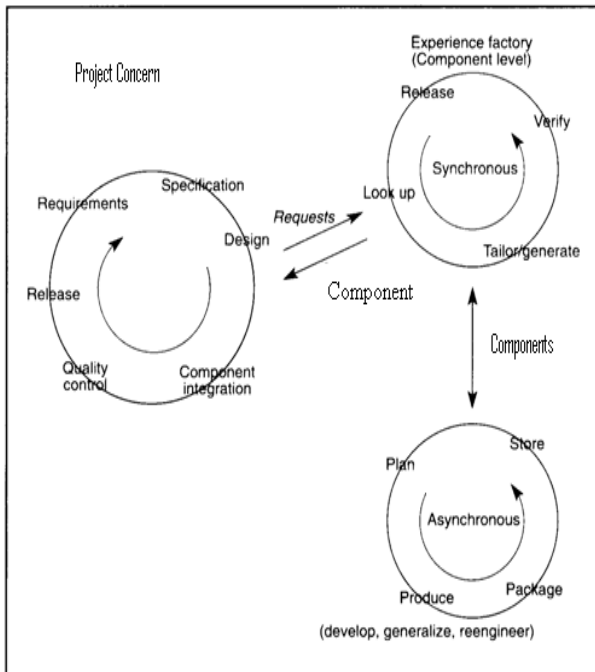 Project Concern
Experience factory
(Component level)
Release
Verify
Synchronous
Look up
Tailor/generate
Specification
Requirements
Design
Release
Quality
control
Component
integration
Requests
Component
Components
Store
Plan
Asynchronous
Package
Produce
(develop, generalize, reengineer)